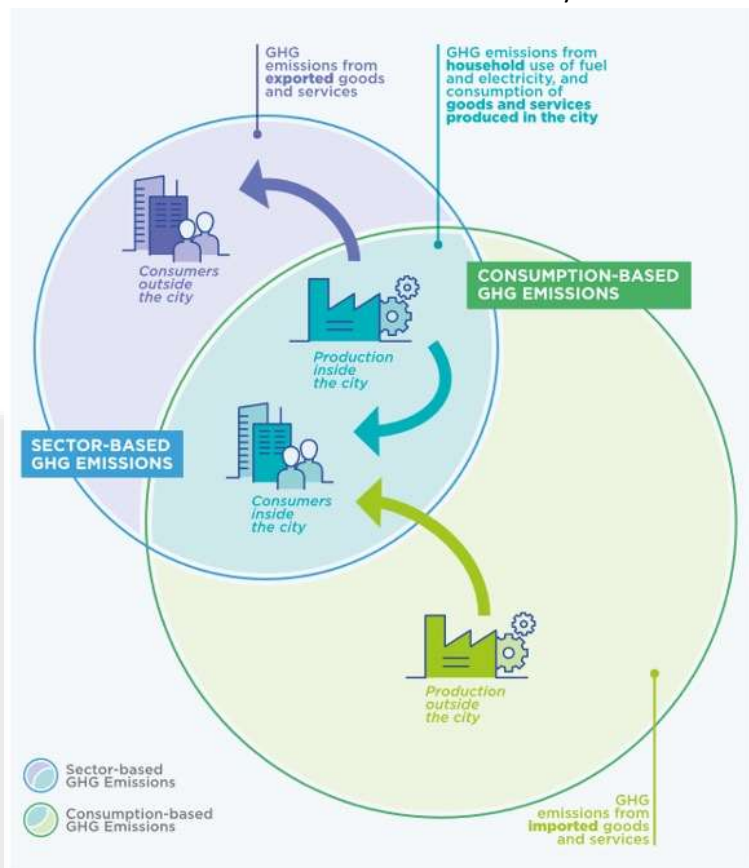 GHG
emissions from
exported goods
and services
GHG emissions from
household use of fuel
and electricity, and
consumption of
goods and services
produced in the city
Consumers
outside
the city
CONSUMPTION-BASED
GHG EMISSIONS
Production
inside
the city
SECTOR-BASED
GHG EMISSIONS
Consumers
inside
the city
Production
outside
the city
Sector-based
GHG Emissions
Consumption-based
GHG Emissions
GHG
emissions from
imported goods
and services